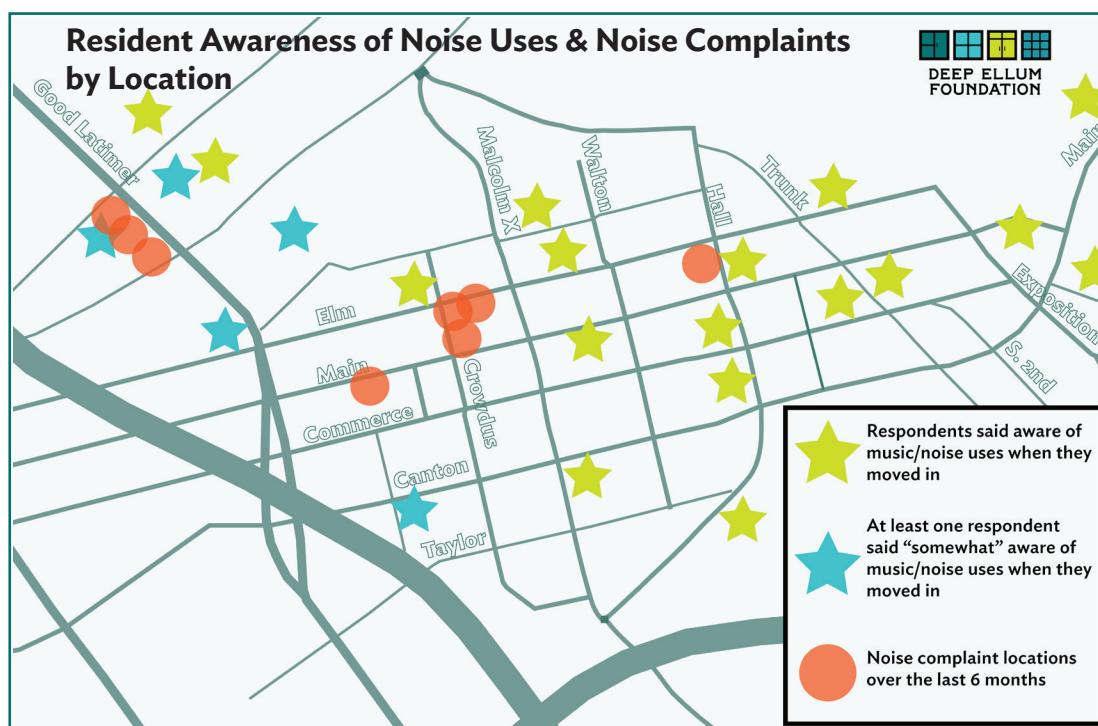 Resident Awareness of Noise Uses & Noise Complaints
by Location
DEEP ELLUM
FOUNDATION
Good Latimer
Malcolm X
Walton
Hall
Trunk
Main
Elm
Main
Commerce
Crowdus
Canton
Taylor
Exposition
S. 2nd
Respondents said aware of
music/noise uses when they
moved in
At least one respondent
said “somewhat” aware of
music/noise uses when they
moved in
Noise complaint locations
over the last 6 months